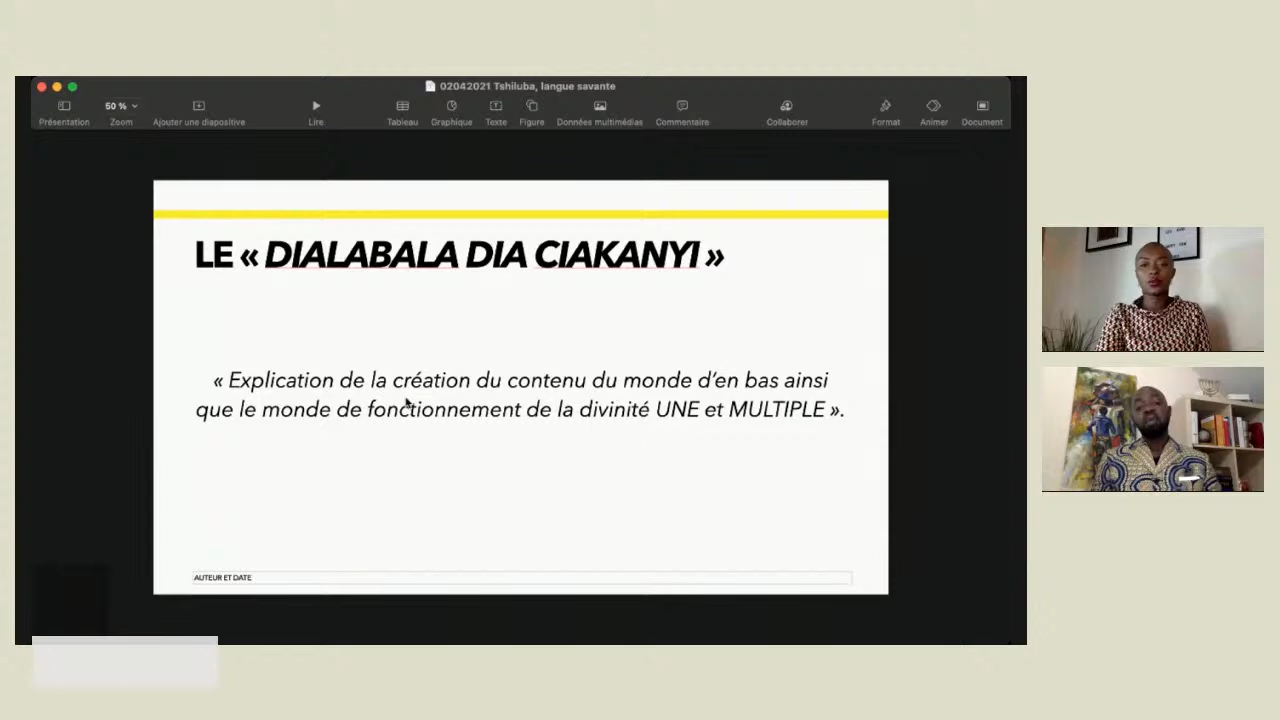 02042021 Tshiluba, langue savante
50 %
Présentation Zoom Ajouter une diapositive Lire Tableau Graphique Texte Figure Données multimédias Commentaire Collaborer Format Animer Document
LE « DIALABALA DIA CIAKANYI »
« Explication de la création du contenu du monde d’en bas ainsi
que le monde de fonctionnement de la divinité UNE et MULTIPLE ».
AUTEUR ET DATE